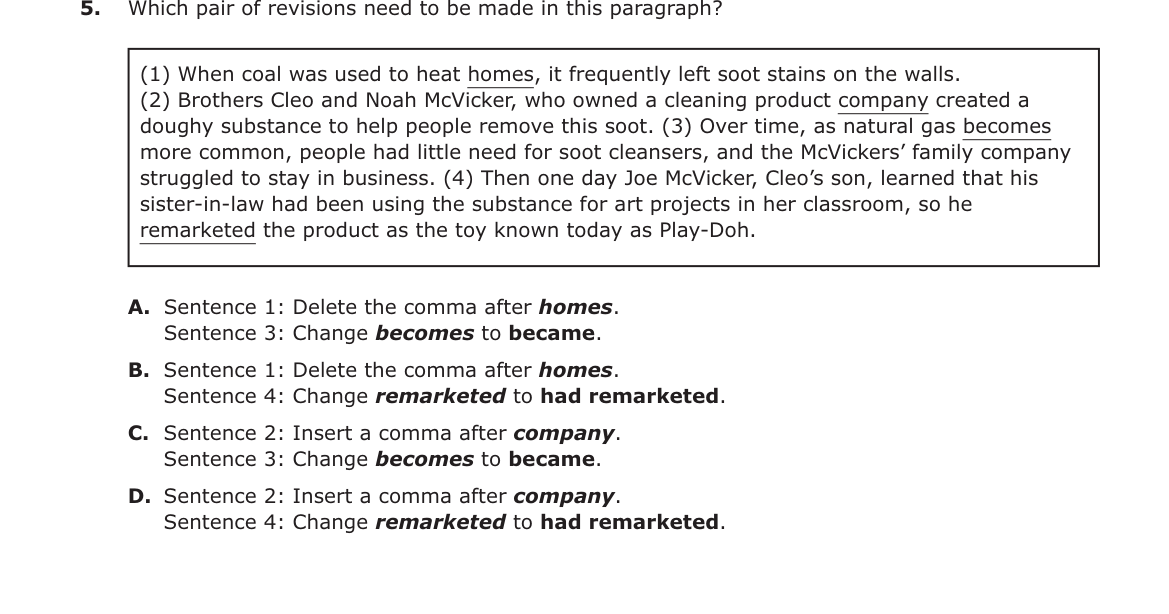 5. Which pair of revisions need to be made in this paragraph?
(1) When coal was used to heat homes, it frequently left soot stains on the walls.
(2) Brothers Cleo and Noah McVicker, who owned a cleaning product company created a
doughy substance to help people remove this soot. (3) Over time, as natural gas becomes
more common, people had little need for soot cleansers, and the McVickers’ family company
struggled to stay in business. (4) Then one day Joe McVicker, Cleo’s son, learned that his
sister-in-law had been using the substance for art projects in her classroom, so he
remarketed the product as the toy known today as Play-Doh.
A. Sentence 1: Delete the comma after homes.
Sentence 3: Change becomes to became.
B. Sentence 1: Delete the comma after homes.
Sentence 4: Change remarketed to had remarketed.
C. Sentence 2: Insert a comma after company.
Sentence 3: Change becomes to became.
D. Sentence 2: Insert a comma after company.
Sentence 4: Change remarketed to had remarketed.